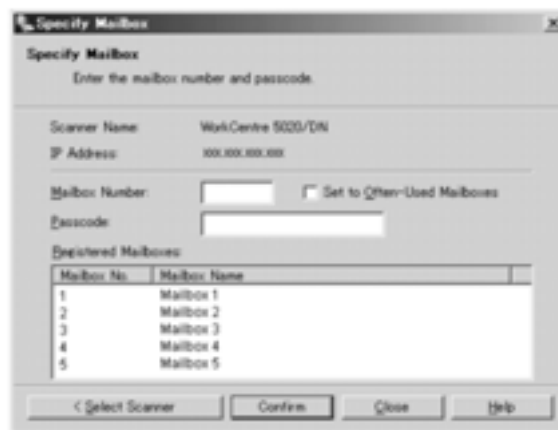 Specify Mailbox
Specify Mailbox
Enter the mailbox number and passcode.
Scanner Name: WorkCentre 5020/DN
IP Address: xxx.xxx.xxx.xxx
Mailbox Number: Set to Often-Used Mailboxes
Passcode:
Registered Mailboxes:
Mailbox No. Mailbox Name
1 Mailbox 1
2 Mailbox 2
3 Mailbox 3
4 Mailbox 4
5 Mailbox 5
< Select Scanner Confirm Close Help